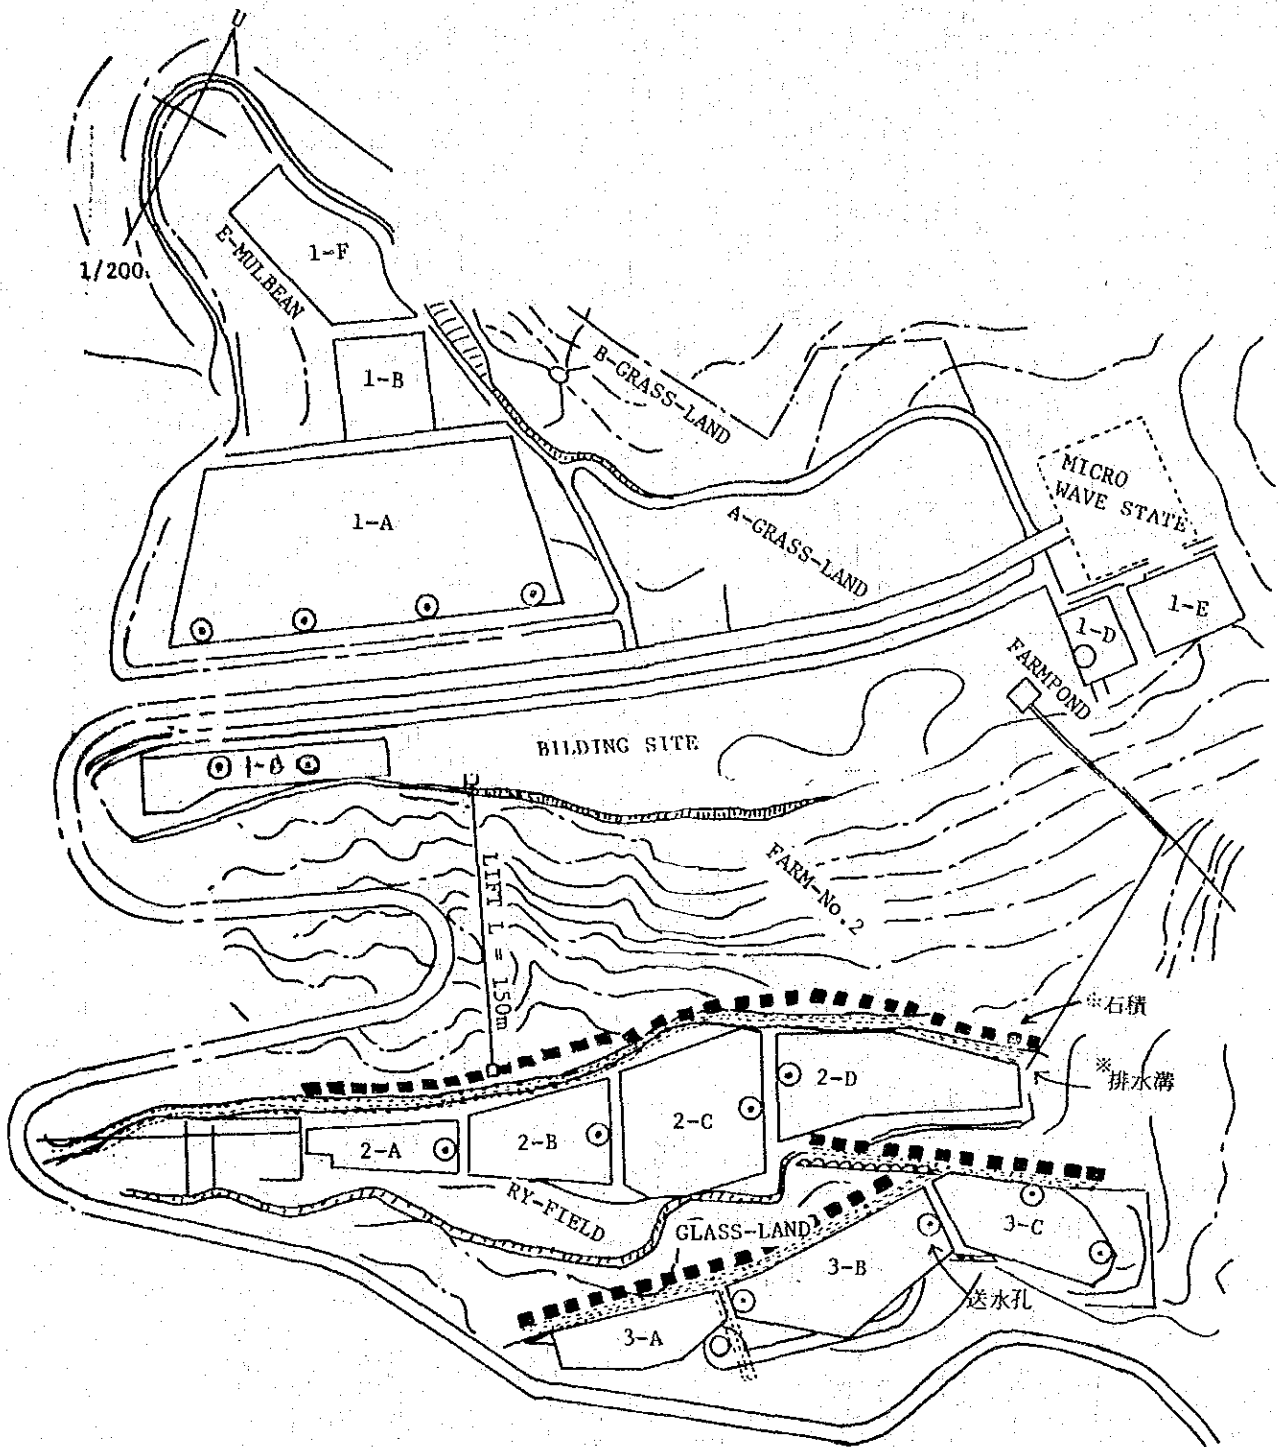 U
1/200.
E-MULBEAN
1-F
1-B
B-GRASS-LAND
1-A
MICRO
WAVE STATE
A-GRASS-LAND
1-E
1-D
FARMPOND
BILDING SITE
LIFT L = 150m
FARM-No.2
※石積
※排水溝
2-D
2-C
2-B
2-A
RY-FIELD
GLASS-LAND
3-C
3-B
送水孔
3-A